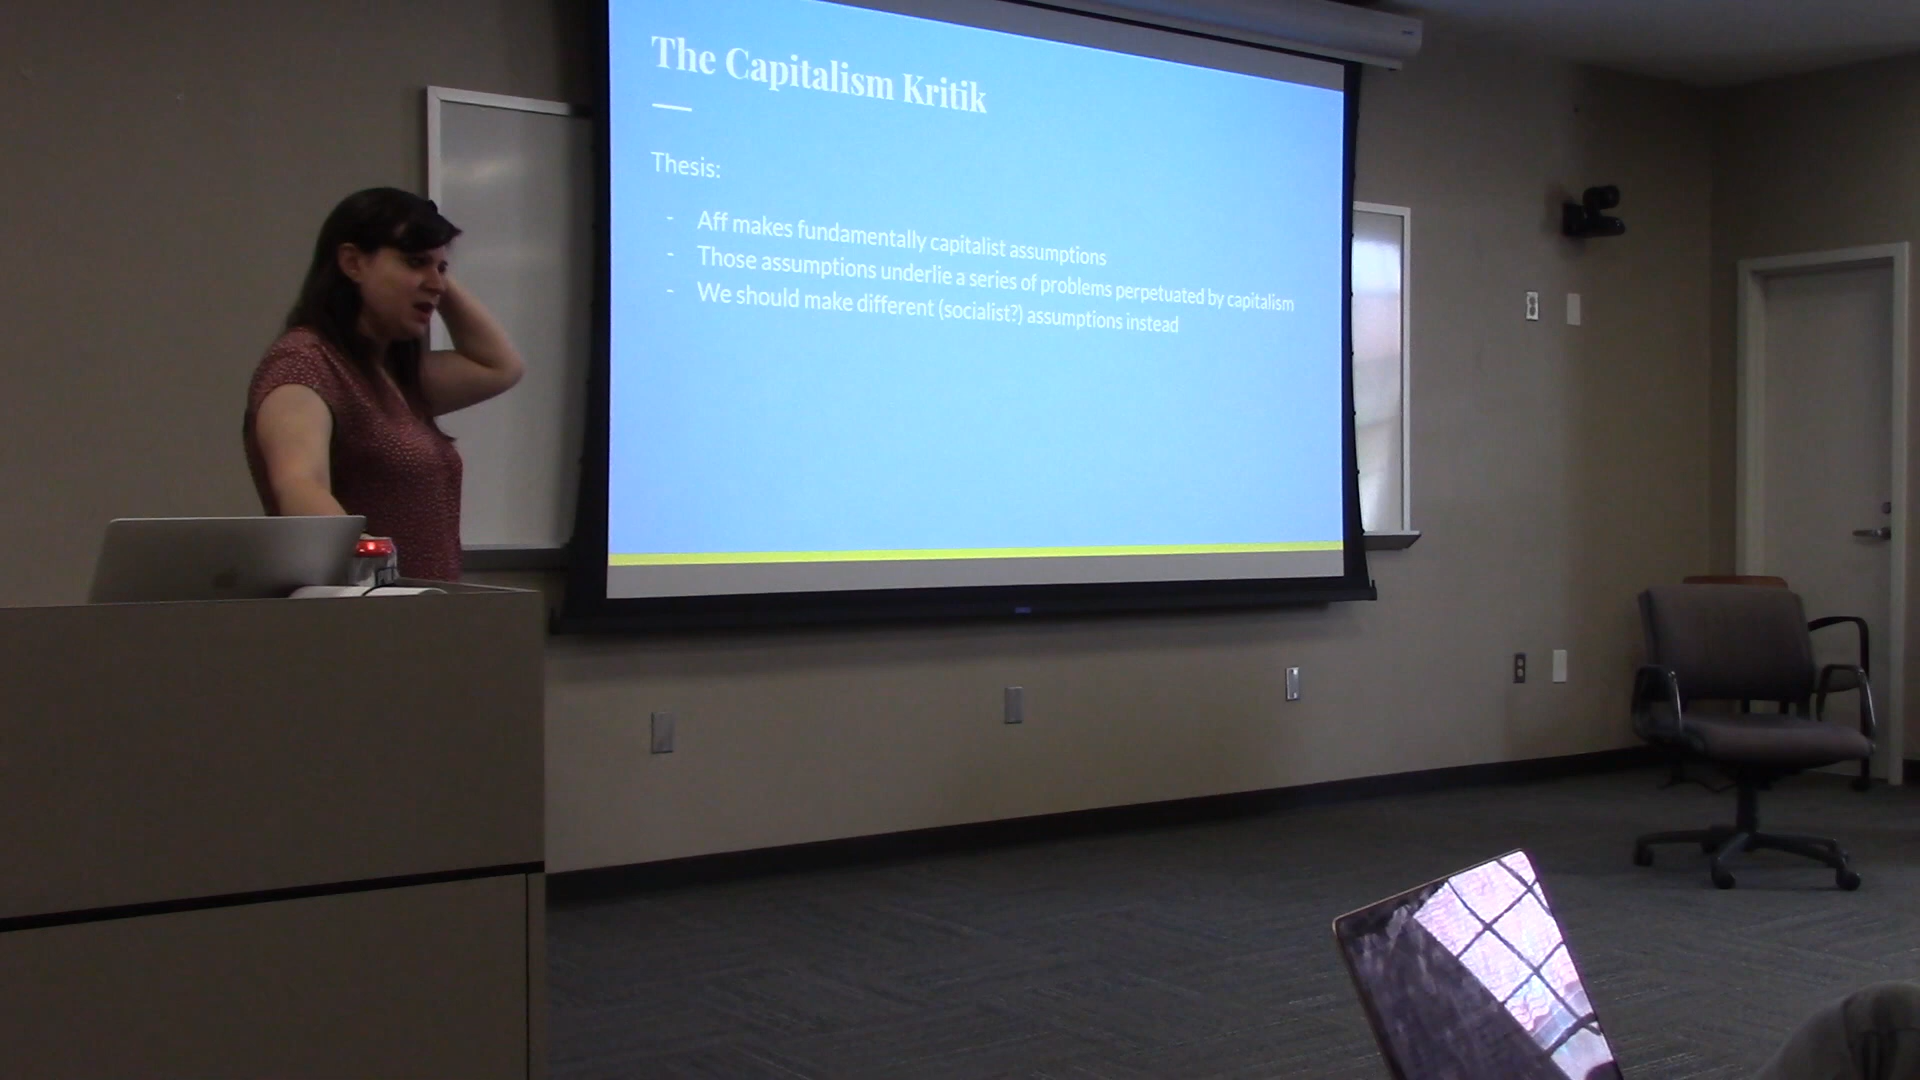 The Capitalism Kritik
Thesis:
- Aff makes fundamentally capitalist assumptions
- Those assumptions underlie a series of problems perpetuated by capitalism
- We should make different (socialist?) assumptions instead